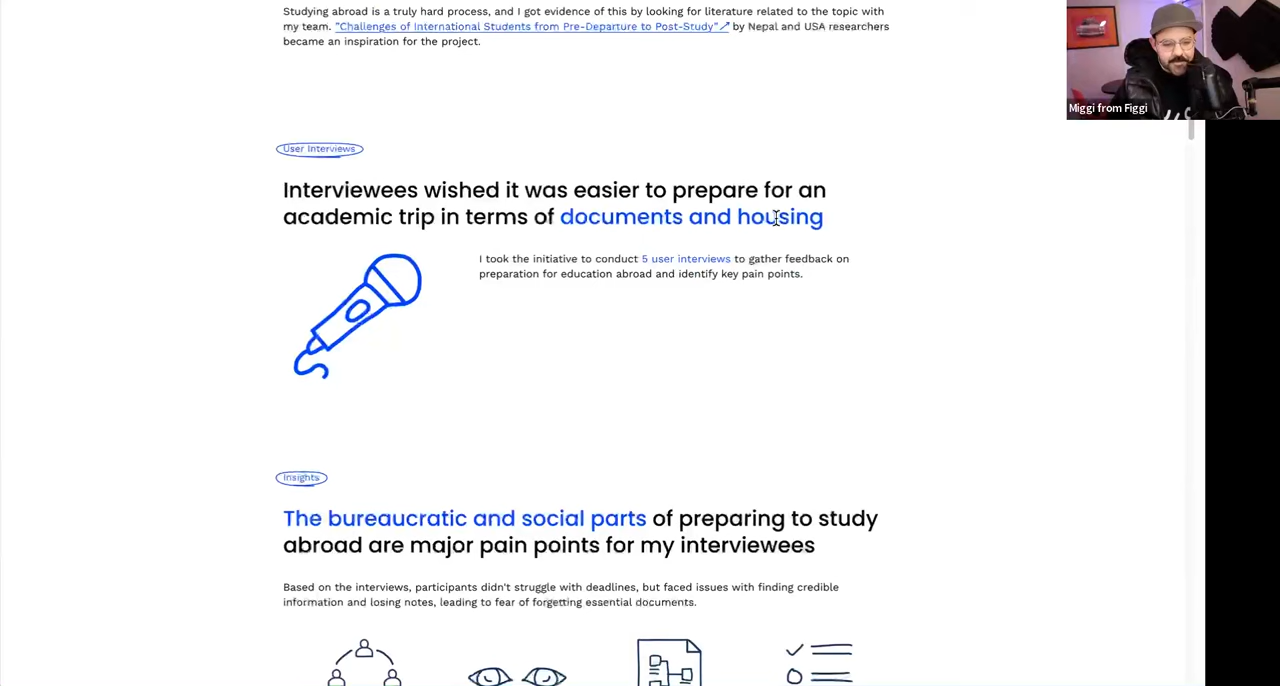 Studying abroad is a truly hard process, and I got evidence of this by looking for literature related to the topic with
my team. "Challenges of International Students from Pre-Departure to Post-Study"↗ by Nepal and USA researchers
became an inspiration for the project.
Miggi from Figgi
User Interviews
Interviewees wished it was easier to prepare for an
academic trip in terms of documents and housing
I took the initiative to conduct 5 user interviews to gather feedback on
preparation for education abroad and identify key pain points.
Insights
The bureaucratic and social parts of preparing to study
abroad are major pain points for my interviewees
Based on the interviews, participants didn't struggle with deadlines, but faced issues with finding credible
information and losing notes, leading to fear of forgetting essential documents.